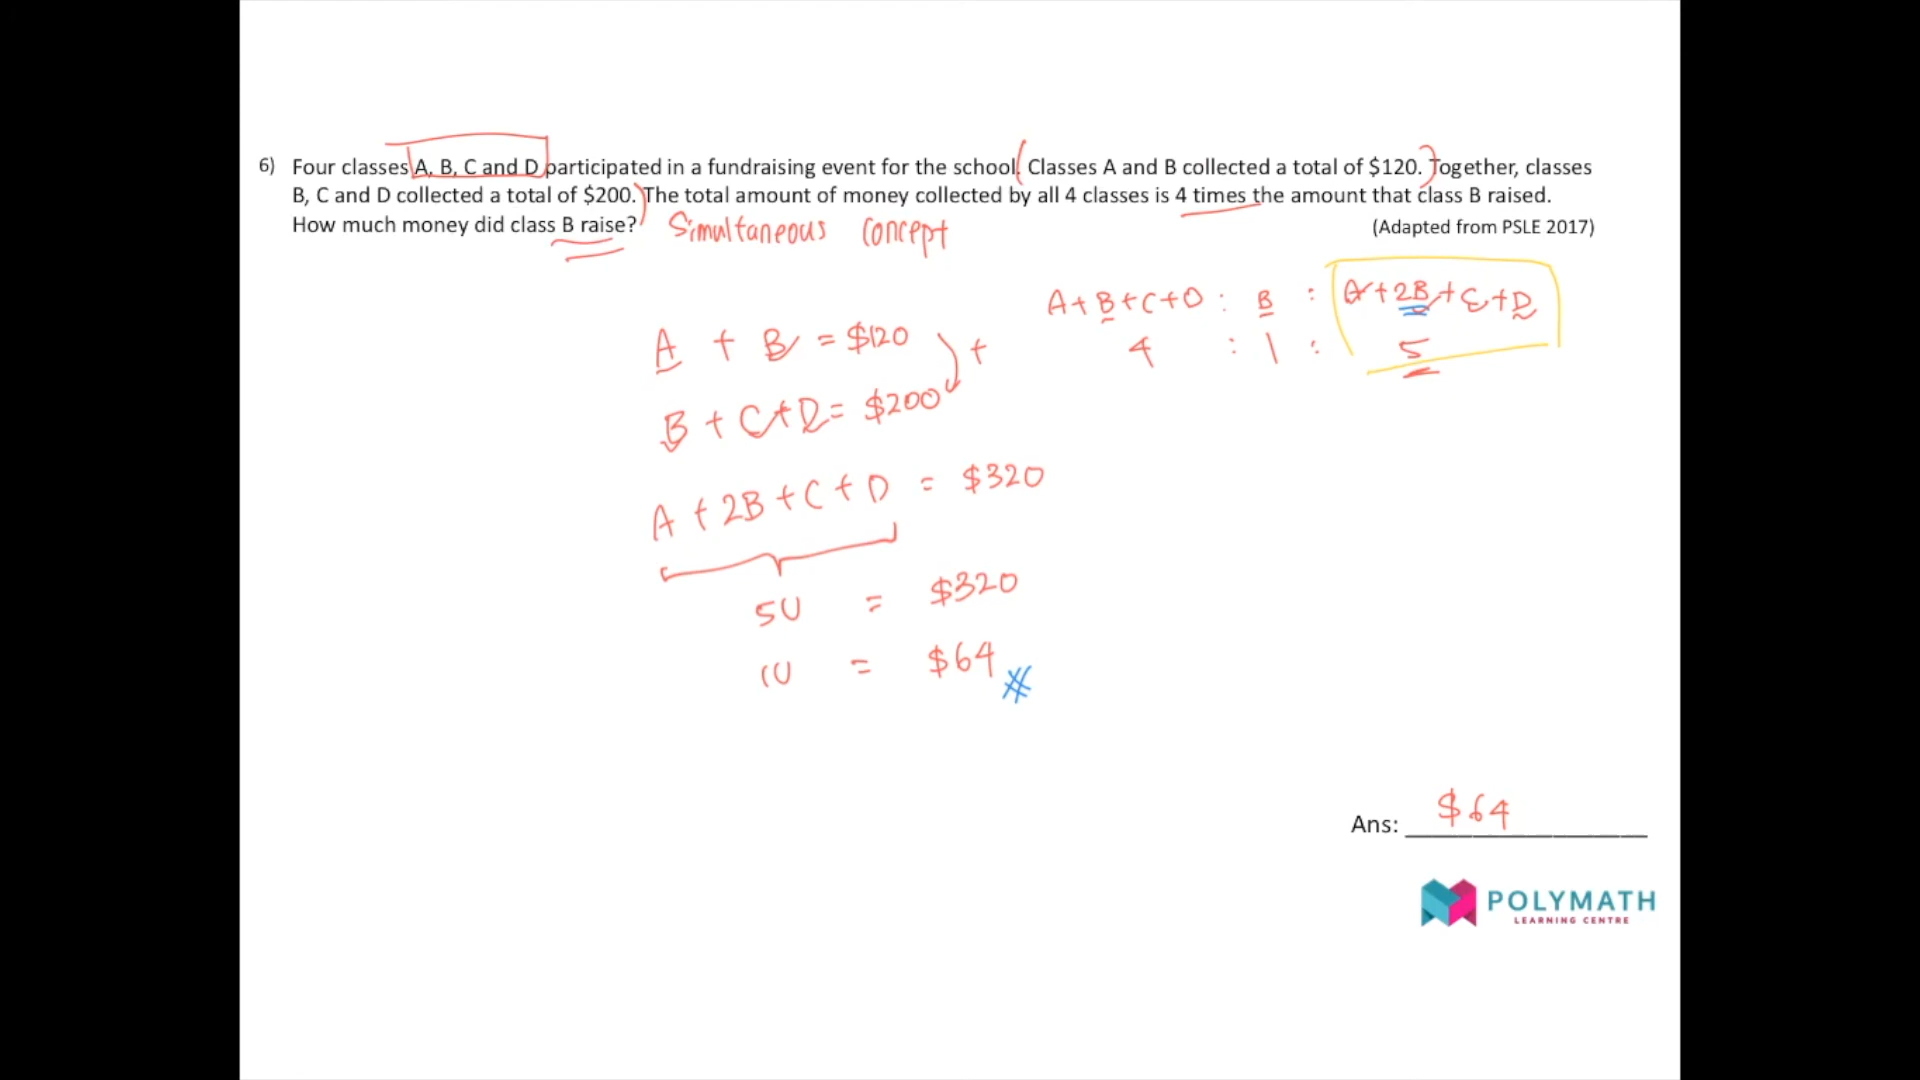 6) Four classes A, B, C and D participated in a fundraising event for the school. Classes A and B collected a total of $120. Together, classes
B, C and D collected a total of $200. The total amount of money collected by all 4 classes is 4 times the amount that class B raised.
How much money did class B raise? Simultaneous Concept (Adapted from PSLE 2017)
A+B+C+D : B : A+2B+C+D
4 : 1 : 5
A + B = $120 +
B + C+D = $200
A + 2B + C + D = $320
5U = $320
1U = $64
Ans: $64
POLYMATH
LEARNING CENTRE